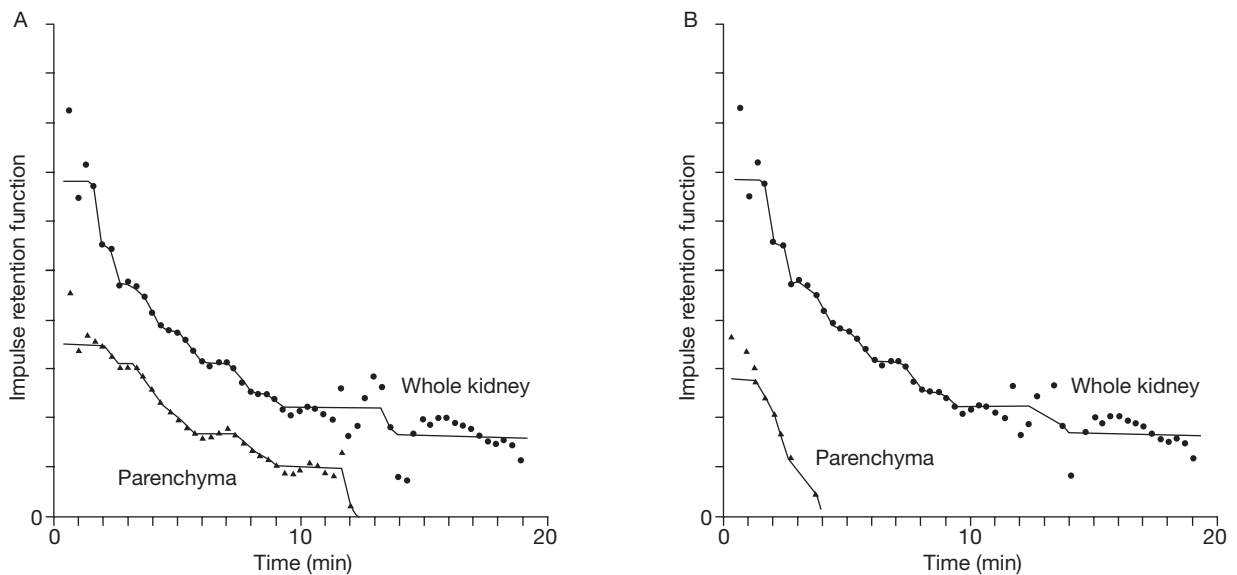 A
Impulse retention function
Whole kidney
Parenchyma
0
10
20
Time (min)
B
Impulse retention function
Whole kidney
Parenchyma
0
0
10
20
Time (min)